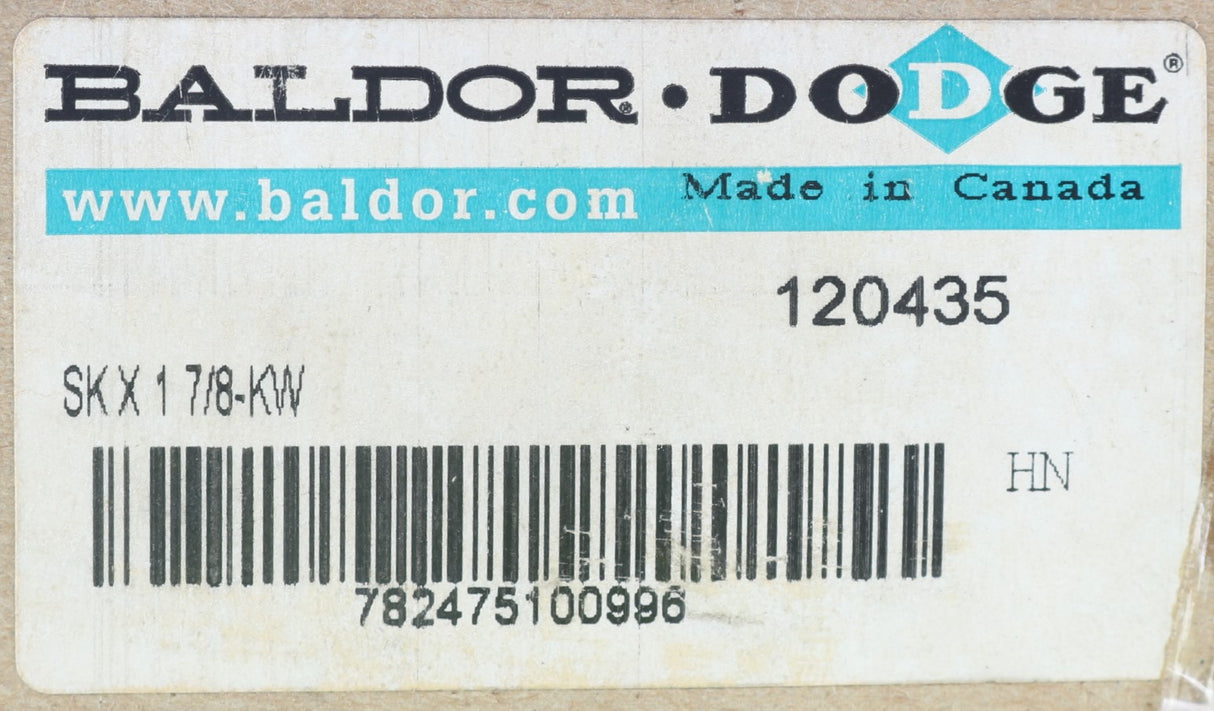 BALDOR® • DODGE®
www.baldor.com Made in Canada
120435
SK X 1 7/8-KW
HN
782475100996